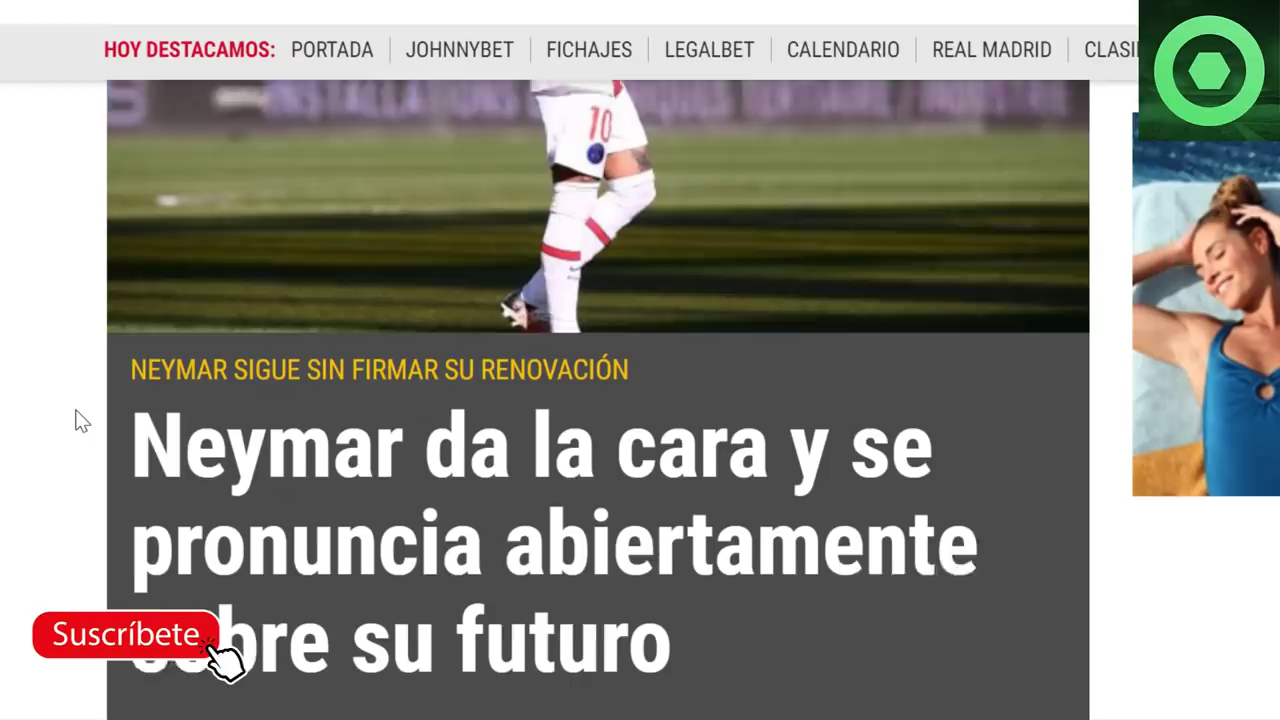 HOY DESTACAMOS: PORTADA JOHNNYBET FICHAJES LEGALBET CALENDARIO REAL MADRID
10
NEYMAR SIGUE SIN FIRMAR SU RENOVACIÓN
Neymar da la cara y se
pronuncia abiertamente
sobre su futuro
Suscríbete